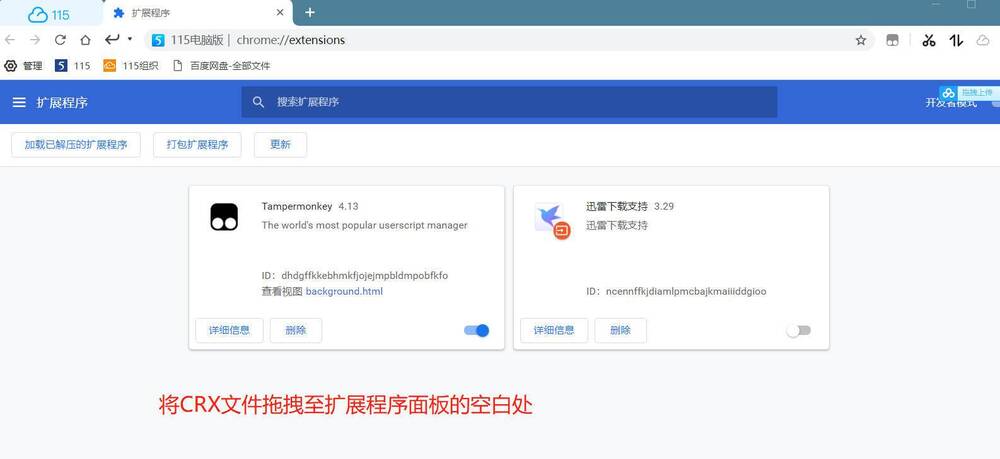 115
扩展程序
115电脑版 | chrome://extensions
管理
115
115组织
百度网盘-全部文件
扩展程序
搜索扩展程序
拖拽上传
开发者模式
加载已解压的扩展程序
打包扩展程序
更新
Tampermonkey 4.13
The world's most popular userscript manager
ID：dhdgffkkebhmkfjojejmpbldmpobfkfo
查看视图 background.html
详细信息
删除
迅雷下载支持 3.29
迅雷下载支持
ID：ncennffkjdiamlpmcbajkmaiiiddgioo
详细信息
删除
将CRX文件拖拽至扩展程序面板的空白处